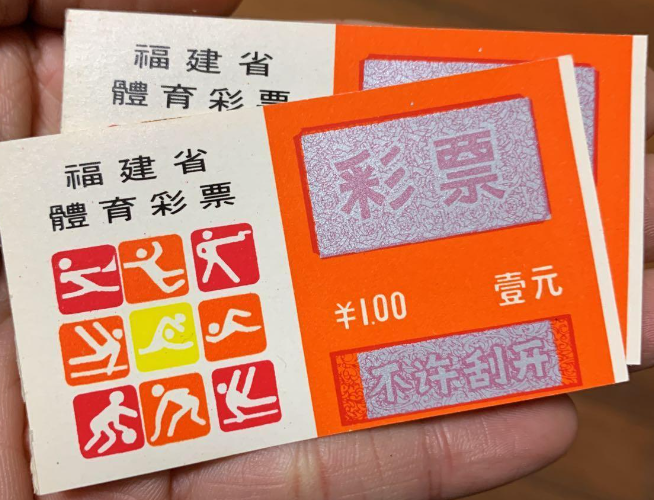 福建省
體育彩票
福建省
體育彩票
彩票
¥1.00
壹元
不许刮开